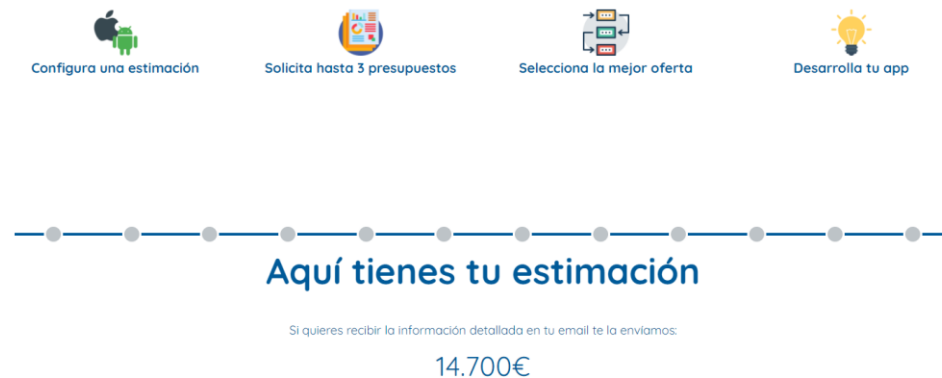 Configura una estimación
Solicita hasta 3 presupuestos
Selecciona la mejor oferta
Desarrolla tu app
Aquí tienes tu estimación
Si quieres recibir la información detallada en tu email te la enviamos:
14.700€